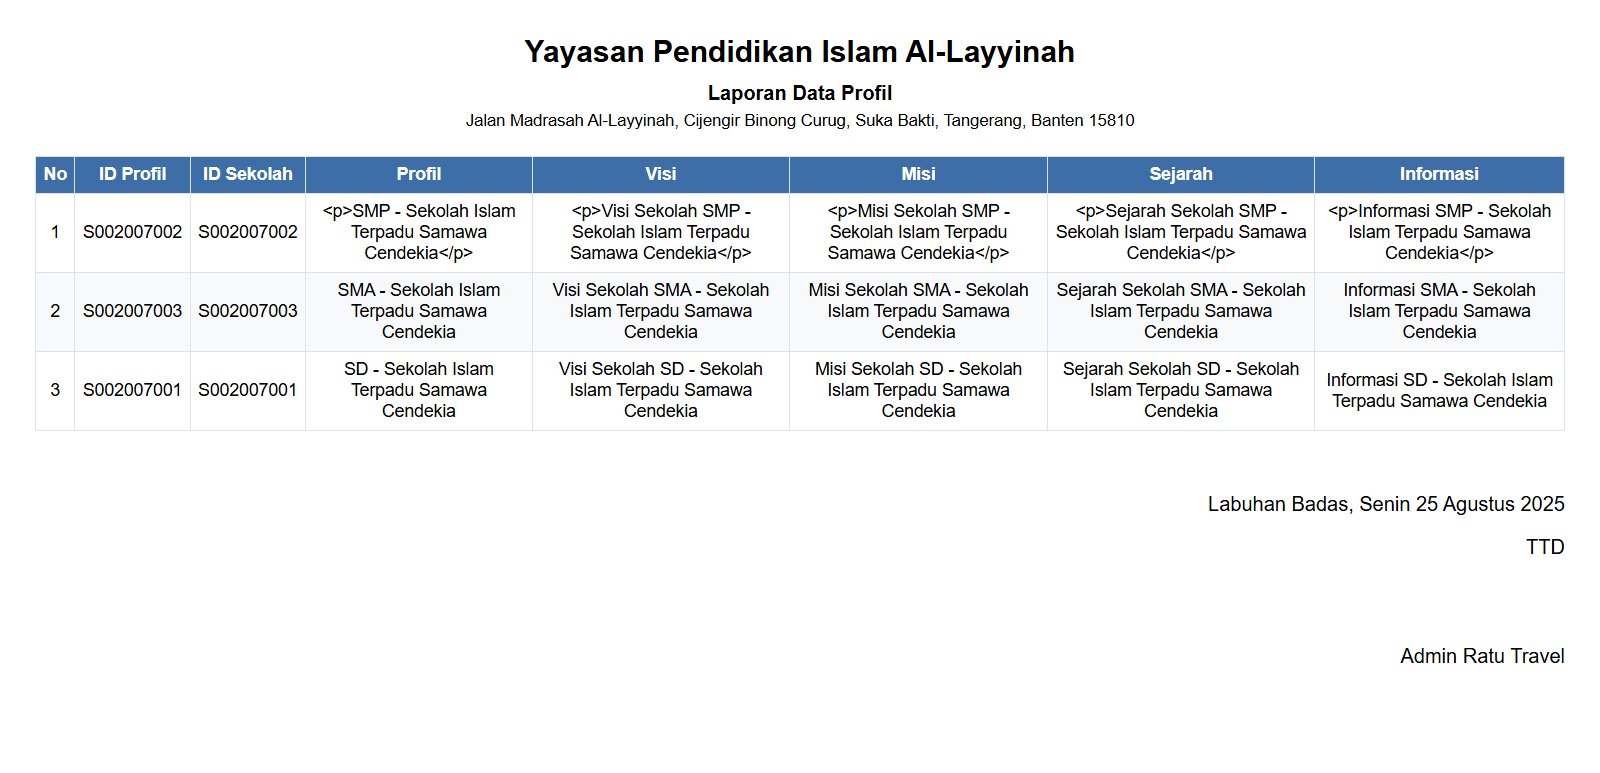 Yayasan Pendidikan Islam Al-Layyinah
Laporan Data Profil
Jalan Madrasah Al-Layyinah, Cijengir Binong Curug, Suka Bakti, Tangerang, Banten 15810
No ID Profil ID Sekolah Profil Visi Misi Sejarah Informasi
1 S002007002 S002007002
<p>SMP - Sekolah Islam
Terpadu Samawa
Cendekia</p>
<p>Visi Sekolah SMP -
Sekolah Islam Terpadu
Samawa Cendekia</p>
<p>Misi Sekolah SMP -
Sekolah Islam Terpadu
Samawa Cendekia</p>
<p>Sejarah Sekolah SMP -
Sekolah Islam Terpadu Samawa
Cendekia</p>
<p>Informasi SMP - Sekolah
Islam Terpadu Samawa
Cendekia</p>
2 S002007003 S002007003
SMA - Sekolah Islam
Terpadu Samawa
Cendekia
Visi Sekolah SMA - Sekolah
Islam Terpadu Samawa
Cendekia
Misi Sekolah SMA - Sekolah
Islam Terpadu Samawa
Cendekia
Sejarah Sekolah SMA - Sekolah
Islam Terpadu Samawa
Cendekia
Informasi SMA - Sekolah
Islam Terpadu Samawa
Cendekia
3 S002007001 S002007001
SD - Sekolah Islam
Terpadu Samawa
Cendekia
Visi Sekolah SD - Sekolah
Islam Terpadu Samawa
Cendekia
Misi Sekolah SD - Sekolah
Islam Terpadu Samawa
Cendekia
Sejarah Sekolah SD - Sekolah
Islam Terpadu Samawa
Cendekia
Informasi SD - Sekolah Islam
Terpadu Samawa Cendekia
Labuhan Badas, Senin 25 Agustus 2025
TTD
Admin Ratu Travel